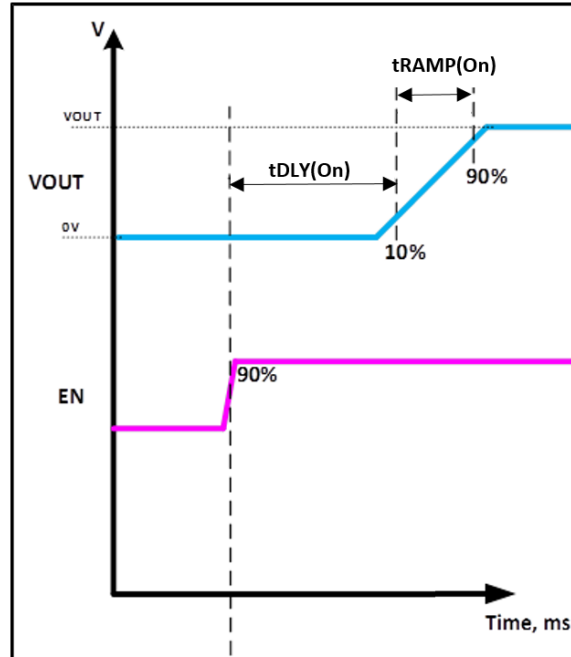 V
tRAMP(On)
VOUT
tDLY(On)
VOUT
90%
0V
10%
90%
EN
Time, ms